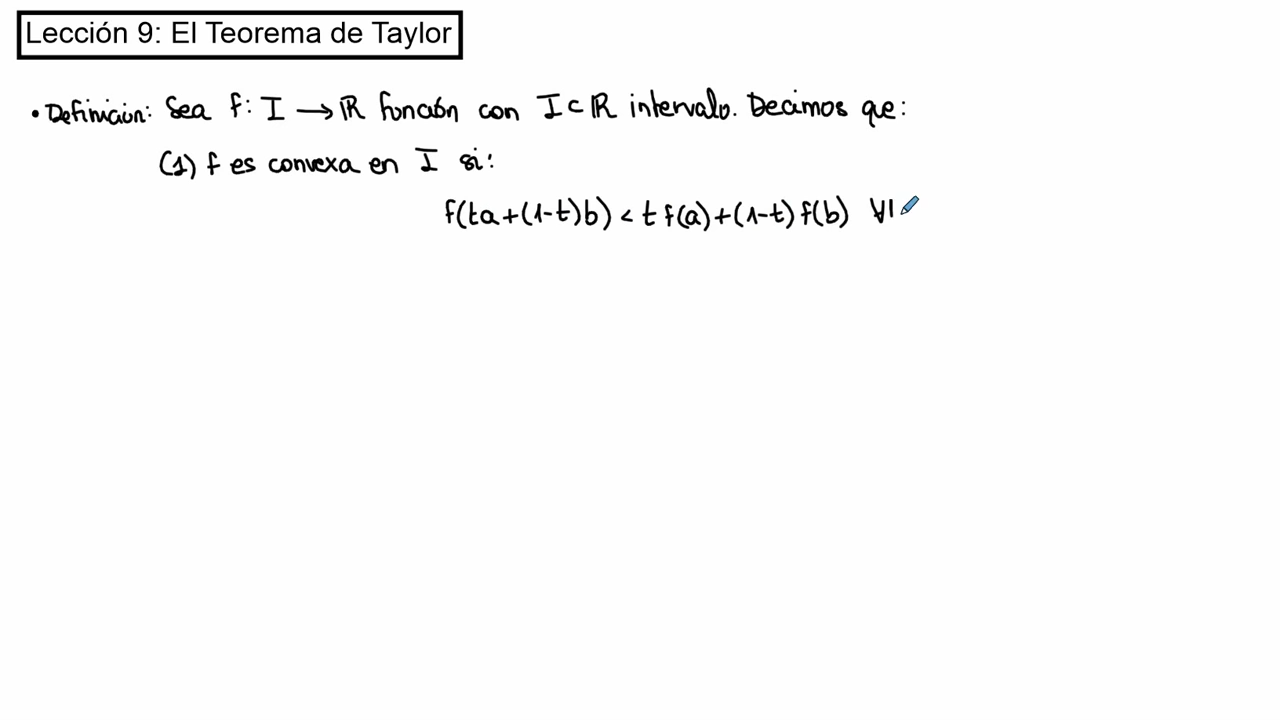 Lección 9: El Teorema de Taylor
• Definicion: Sea f: I → ℝ función con I ⊂ ℝ intervalo. Decimos que:
(1) f es convexa en I si:
f(ta+(1-t)b) < t f(a)+(1-t) f(b) ∀